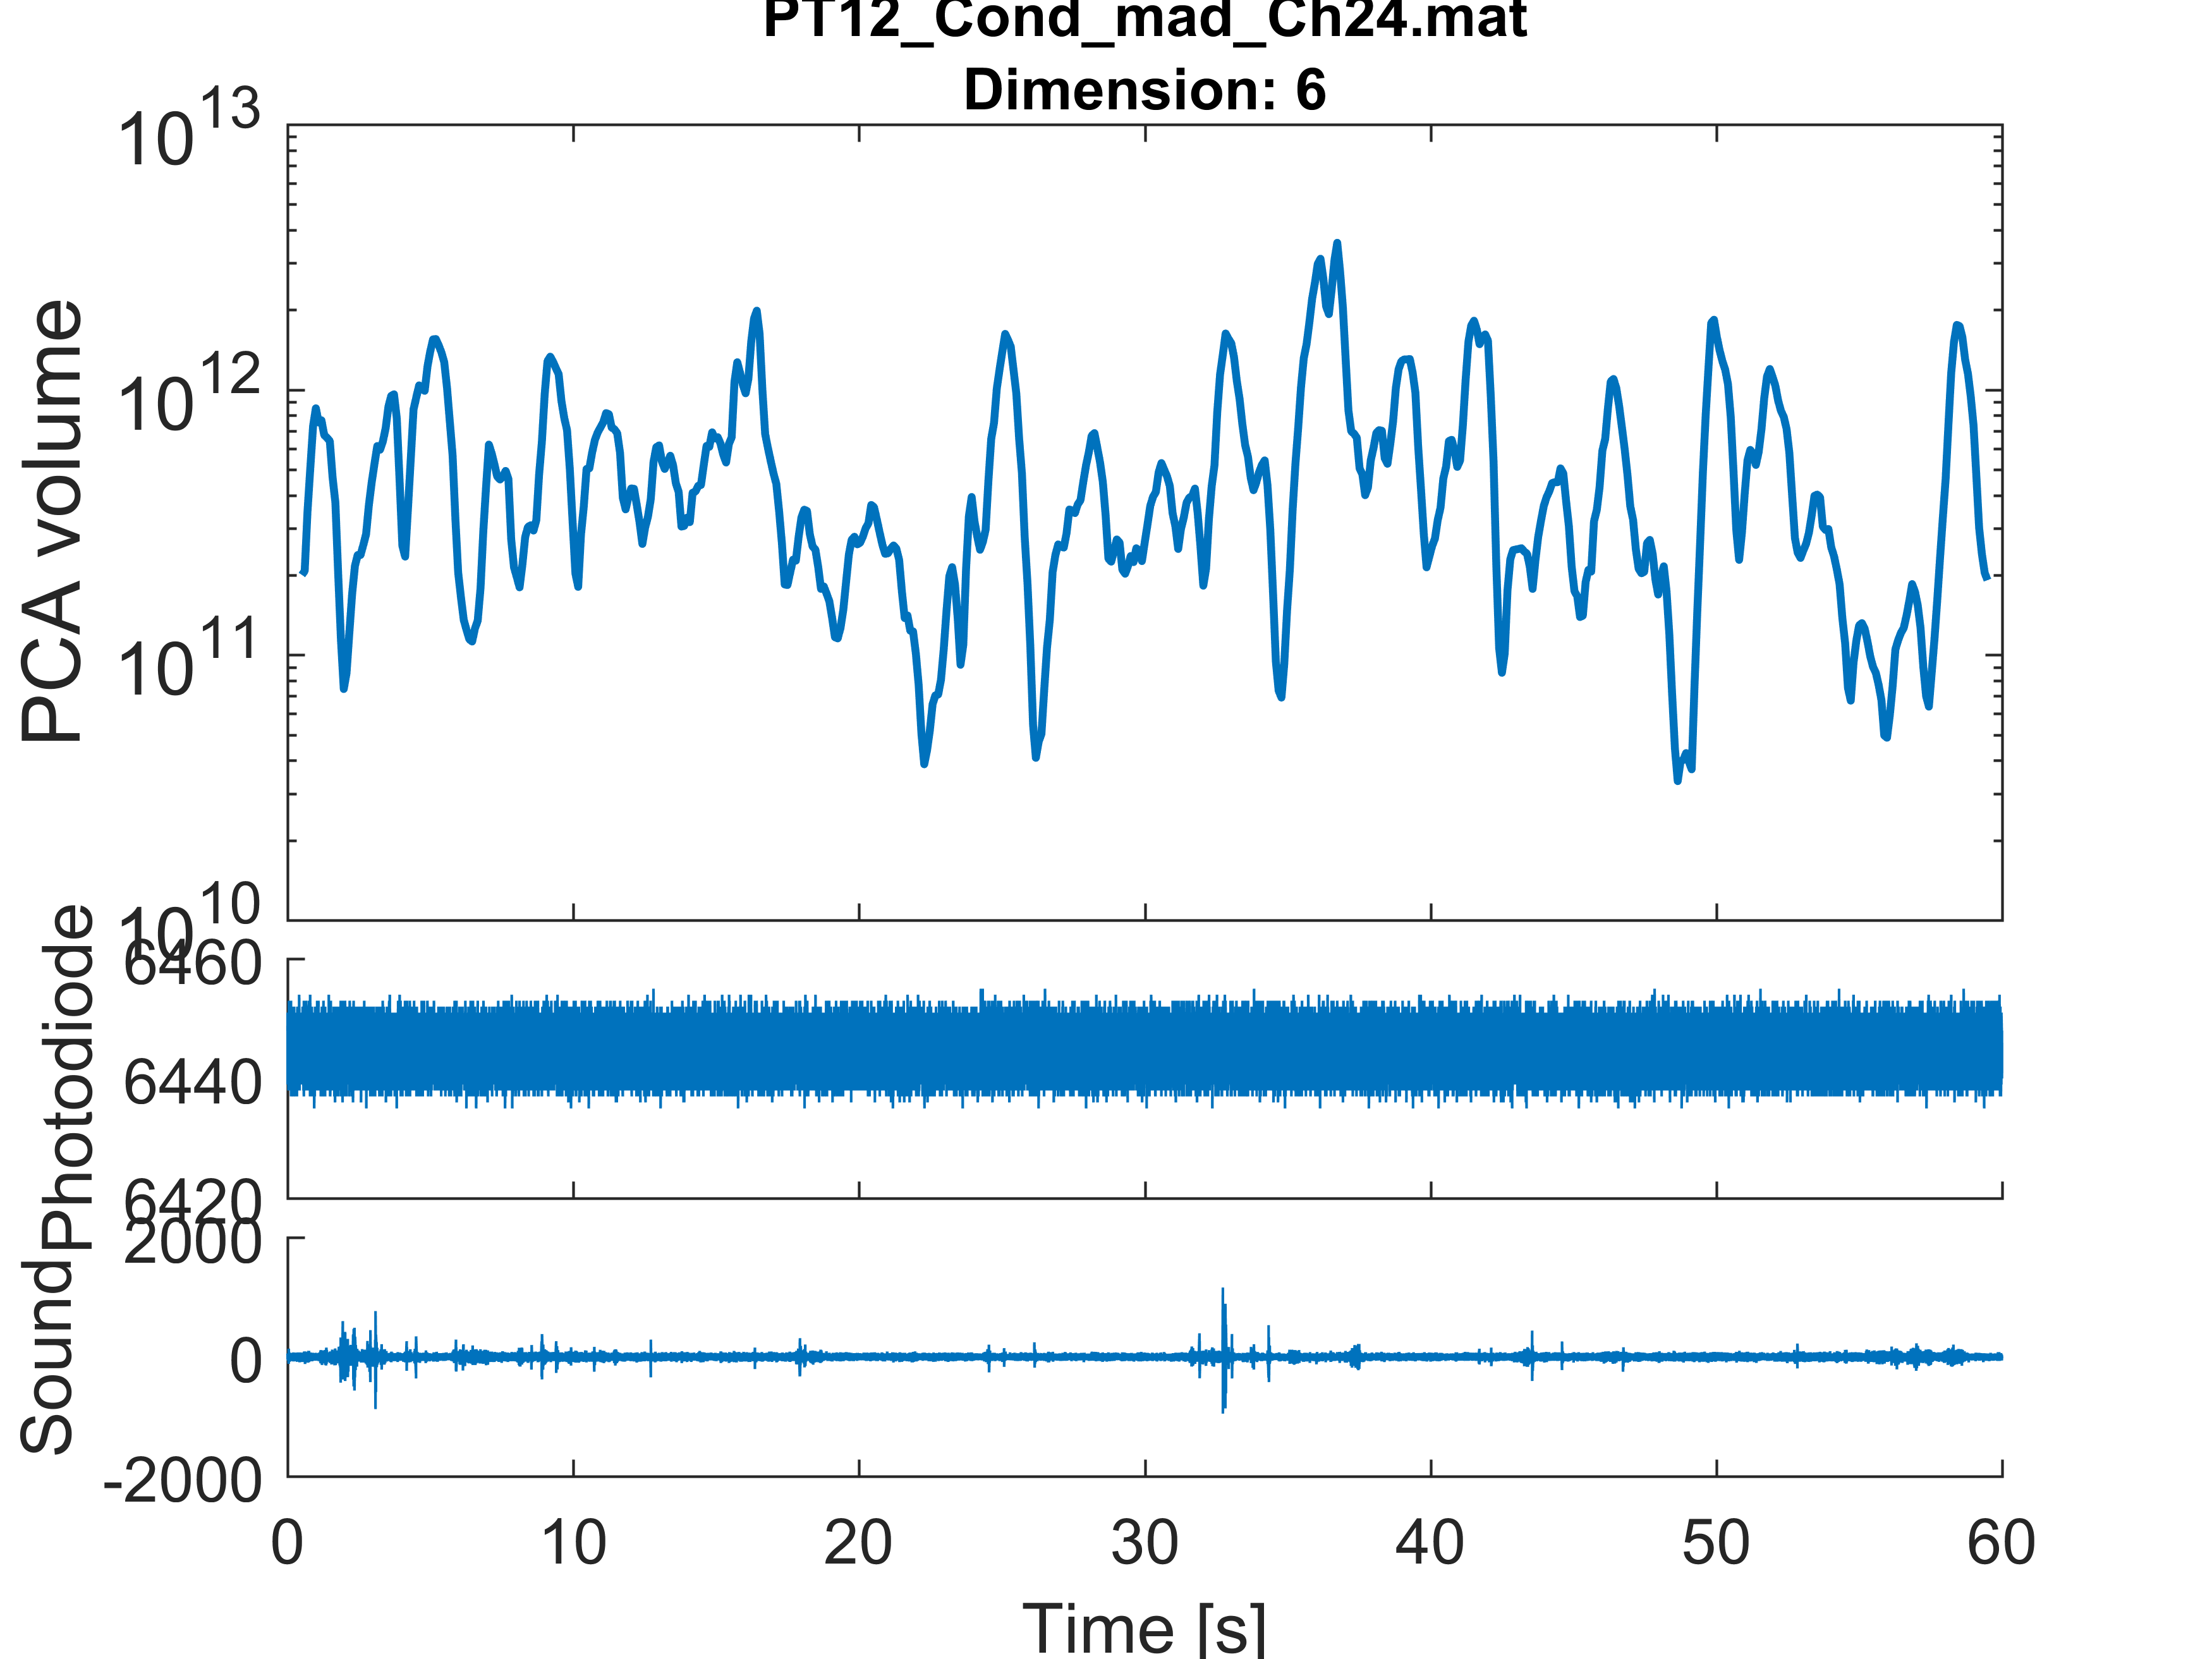 PT12_Cond_mad_Ch24.mat
Dimension: 6
PCA volume
10^13
10^12
10^11
10^10
Photodiode
6460
6440
6420
Sound
2000
0
-2000
0 10 20 30 40 50 60
Time [s]